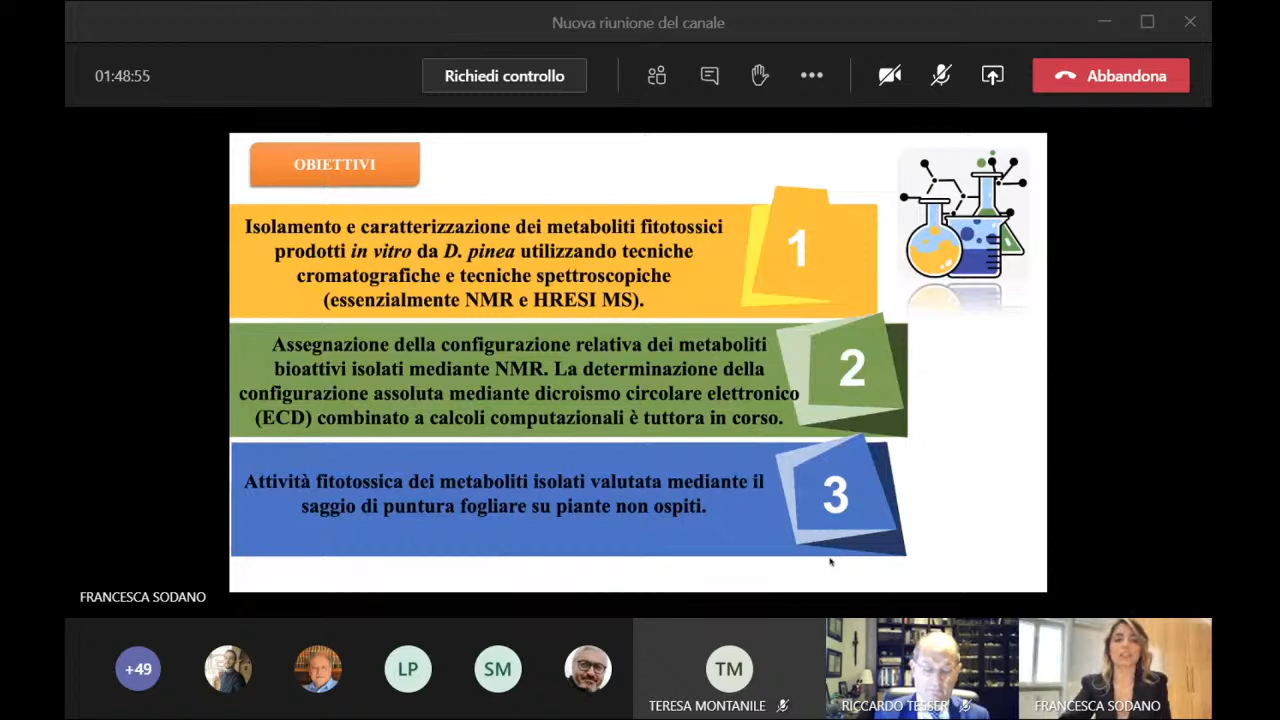 Nuova riunione del canale
01:48:55
Richiedi controllo
Abbandona
OBIETTIVI
Isolamento e caratterizzazione dei metaboliti fitotossici
prodotti in vitro da D. pinea utilizzando tecniche
cromatografiche e tecniche spettroscopiche
(essenzialmente NMR e HRESI MS).
1
Assegnazione della configurazione relativa dei metaboliti
bioattivi isolati mediante NMR. La determinazione della
configurazione assoluta mediante dicroismo circolare elettronico
(ECD) combinato a calcoli computazionali è tuttora in corso.
2
Attività fitotossica dei metaboliti isolati valutata mediante il
saggio di puntura fogliare su piante non ospiti.
3
FRANCESCA SODANO
+49
LP
SM
TM
TERESA MONTANILE
RICCARDO TESSER
FRANCESCA SODANO